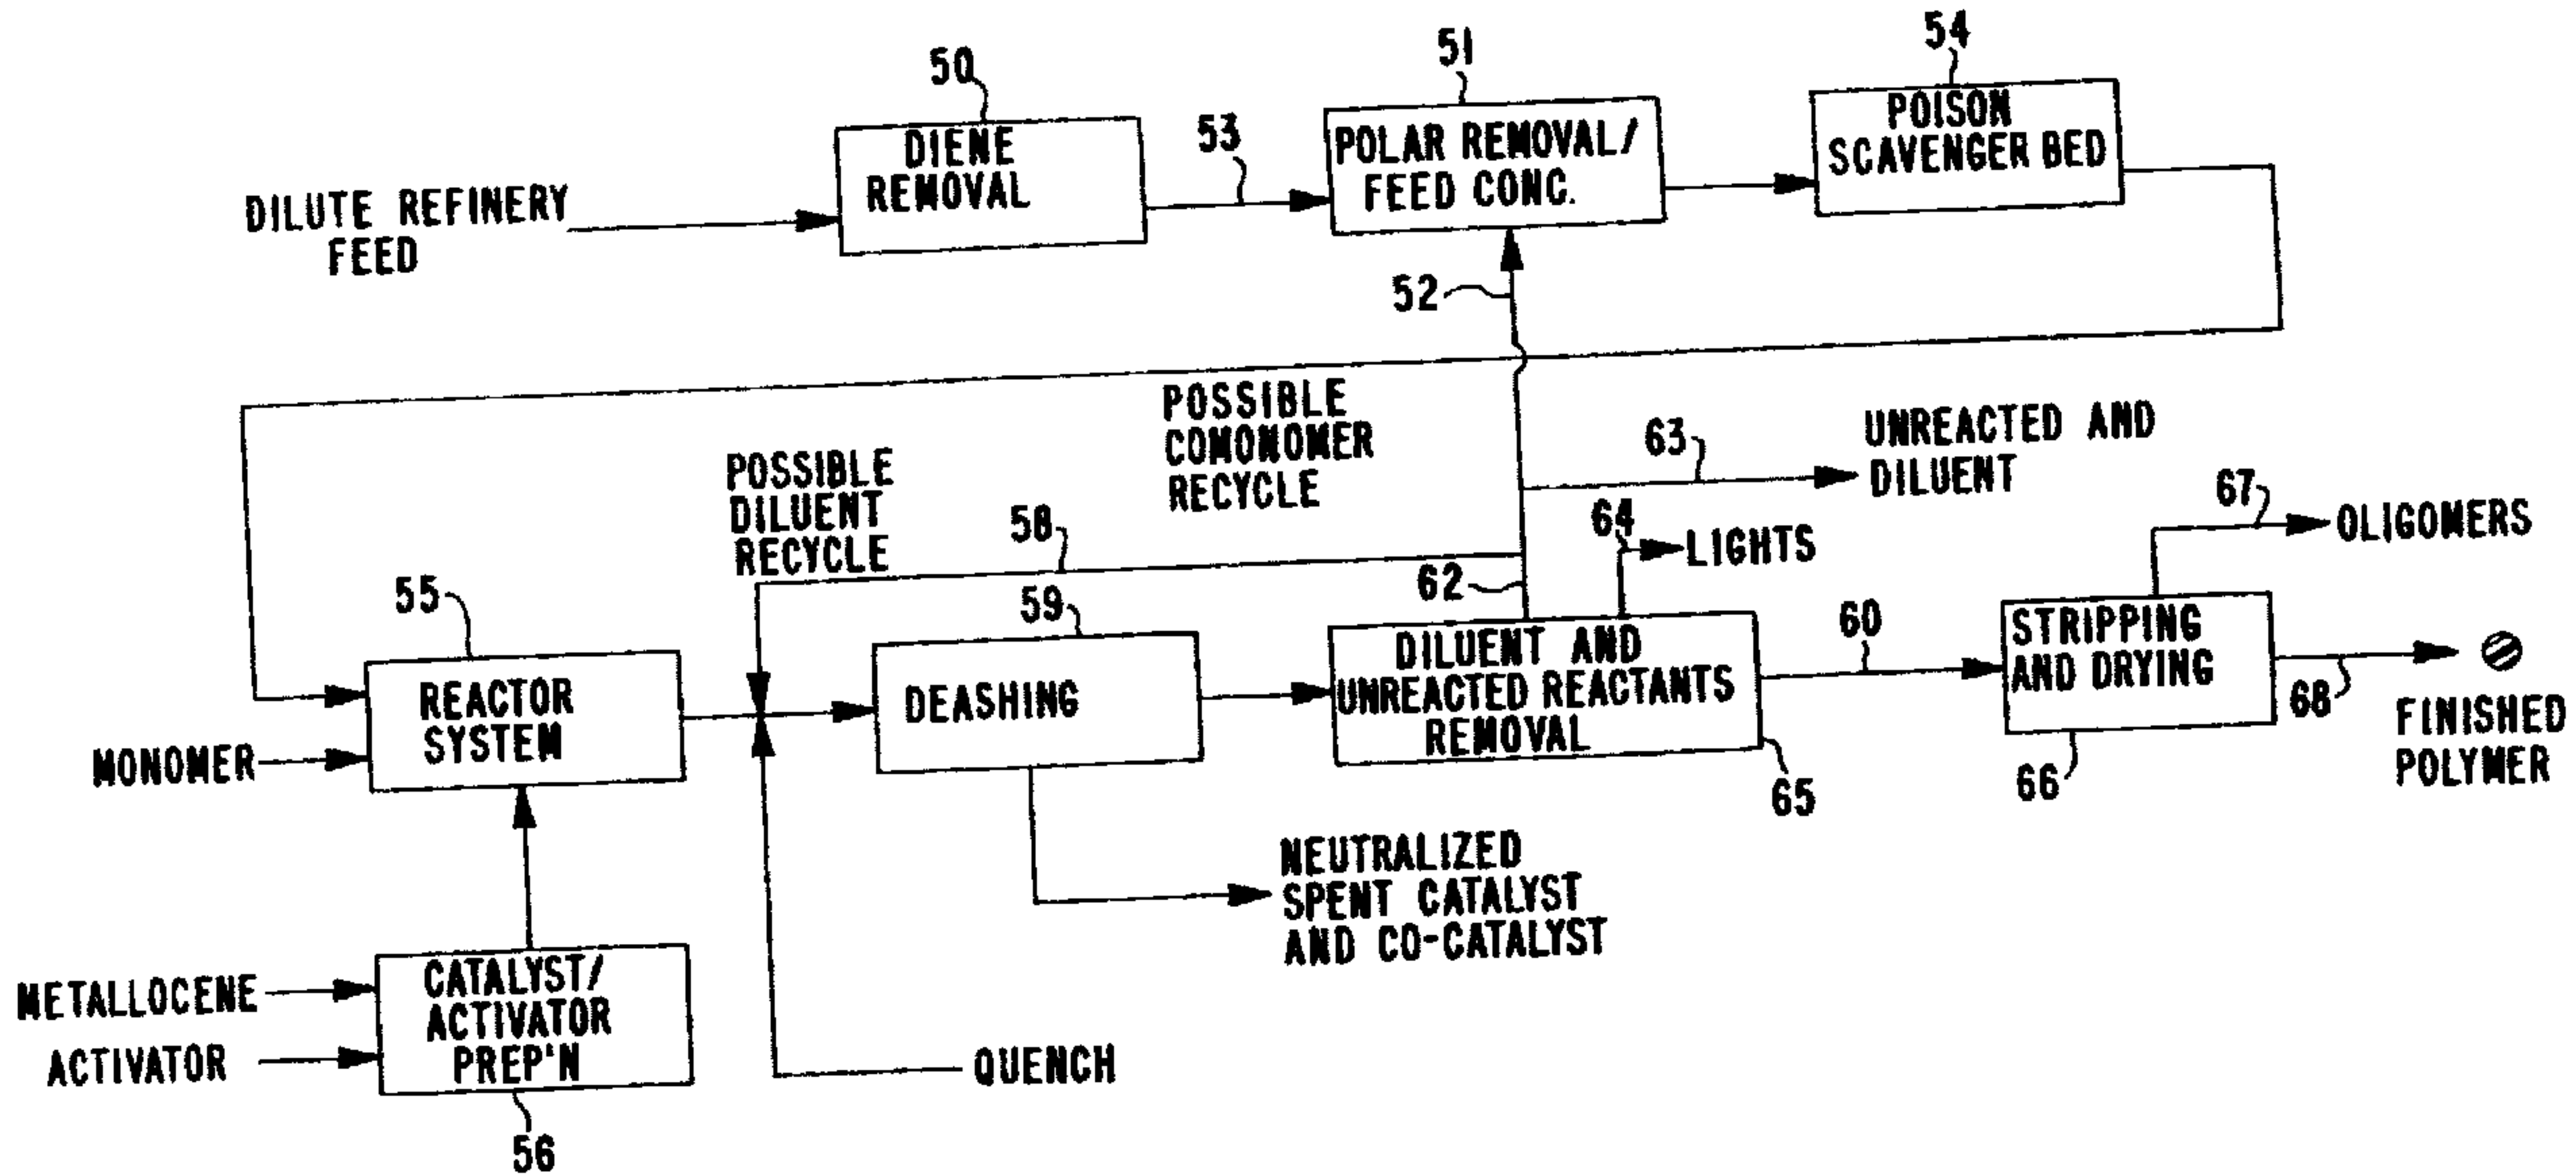 50
51
54
DIENE
REMOVAL
53
POLAR REMOVAL/
FEED CONC.
POISON
SCAVENGER BED
DILUTE REFINERY
FEED
52
POSSIBLE
COMONOMER
RECYCLE
63
UNREACTED AND
DILUENT
POSSIBLE
DILUENT
RECYCLE
58
64
LIGHTS
67
OLIGOMERS
55
59
62
60
REACTOR
SYSTEM
DEASHING
DILUENT AND
UNREACTED REACTANTS
REMOVAL
STRIPPING
AND DRYING
68
FINISHED
POLYMER
MONOMER
65
66
NEUTRALIZED
SPENT CATALYST
AND CO-CATALYST
METALLOCENE
ACTIVATOR
CATALYST/
ACTIVATOR
PREP'N
QUENCH
56